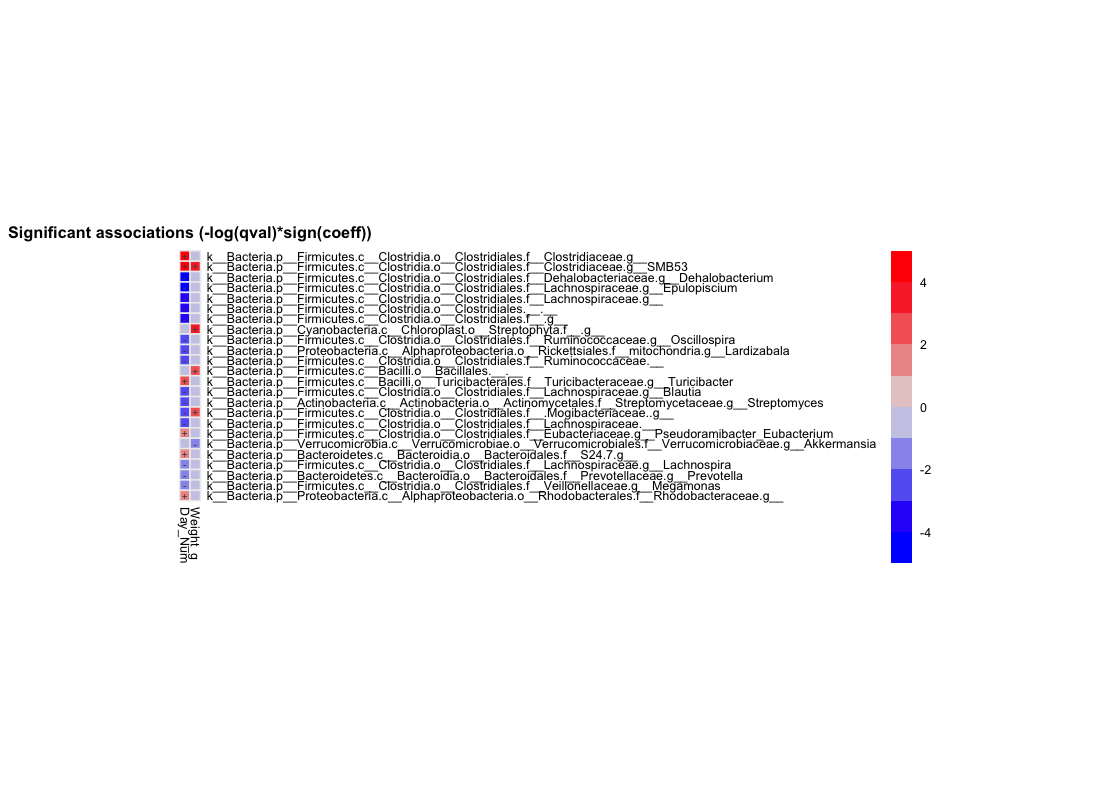 Significant associations (-log(qval)*sign(coeff))
k__Bacteria.p__Firmicutes.c__Clostridia.o__Clostridiales.f__Clostridiaceae.g__
k__Bacteria.p__Firmicutes.c__Clostridia.o__Clostridiales.f__Clostridiaceae.g__SMB53
k__Bacteria.p__Firmicutes.c__Clostridia.o__Clostridiales.f__Dehalobacteriaceae.g__Dehalobacterium
k__Bacteria.p__Firmicutes.c__Clostridia.o__Clostridiales.f__Lachnospiraceae.g__Epulopiscium
k__Bacteria.p__Firmicutes.c__Clostridia.o__Clostridiales.f__Lachnospiraceae.g__
k__Bacteria.p__Firmicutes.c__Clostridia.o__Clostridiales.__.__
k__Bacteria.p__Firmicutes.c__Clostridia.o__Clostridiales.f__.g__
k__Bacteria.p__Cyanobacteria.c__Chloroplast.o__Streptophyta.f__.g__
k__Bacteria.p__Firmicutes.c__Clostridia.o__Clostridiales.f__Ruminococcaceae.g__Oscillospira
k__Bacteria.p__Proteobacteria.c__Alphaproteobacteria.o__Rickettsiales.f__mitochondria.g__Lardizabala
k__Bacteria.p__Firmicutes.c__Clostridia.o__Clostridiales.f__Ruminococcaceae.__
k__Bacteria.p__Firmicutes.c__Bacilli.o__Bacillales.__.__
k__Bacteria.p__Firmicutes.c__Bacilli.o__Turicibacterales.f__Turicibacteraceae.g__Turicibacter
k__Bacteria.p__Firmicutes.c__Clostridia.o__Clostridiales.f__Lachnospiraceae.g__Blautia
k__Bacteria.p__Actinobacteria.c__Actinobacteria.o__Actinomycetales.f__Streptomycetaceae.g__Streptomyces
k__Bacteria.p__Firmicutes.c__Clostridia.o__Clostridiales.f__.Mogibacteriaceae..g__
k__Bacteria.p__Firmicutes.c__Clostridia.o__Clostridiales.f__Lachnospiraceae.__
k__Bacteria.p__Firmicutes.c__Clostridia.o__Clostridiales.f__Eubacteriaceae.g__Pseudoramibacter_Eubacterium
k__Bacteria.p__Verrucomicrobia.c__Verrucomicrobiae.o__Verrucomicrobiales.f__Verrucomicrobiaceae.g__Akkermansia
k__Bacteria.p__Bacteroidetes.c__Bacteroidia.o__Bacteroidales.f__S24.7.g__
k__Bacteria.p__Firmicutes.c__Clostridia.o__Clostridiales.f__Lachnospiraceae.g__Lachnospira
k__Bacteria.p__Bacteroidetes.c__Bacteroidia.o__Bacteroidales.f__Prevotellaceae.g__Prevotella
k__Bacteria.p__Firmicutes.c__Clostridia.o__Clostridiales.f__Veillonellaceae.g__Megamonas
k__Bacteria.p__Proteobacteria.c__Alphaproteobacteria.o__Rhodobacterales.f__Rhodobacteraceae.g__
Day_Num
Weight_g
4
2
0
-2
-4